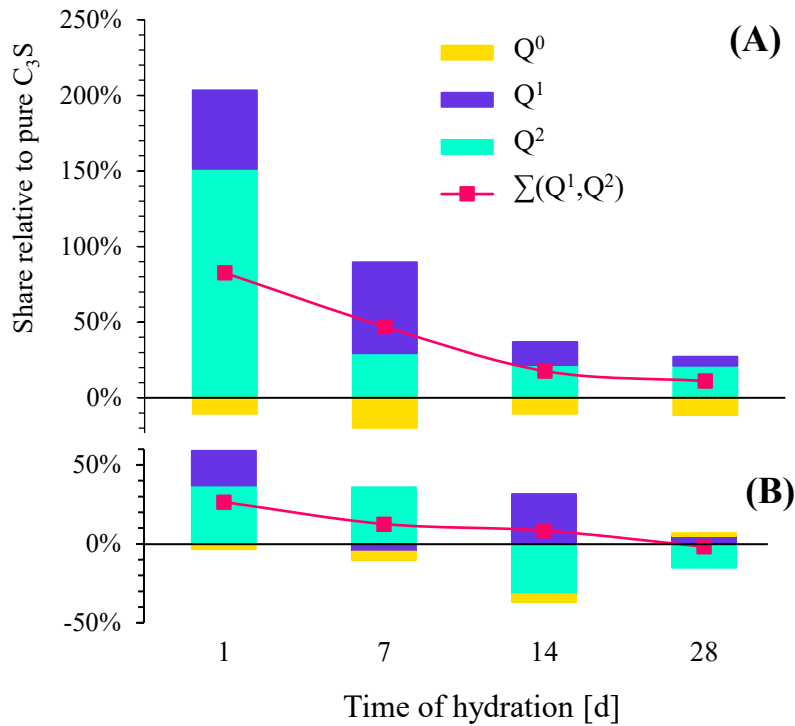 250%
200%
150%
100%
50%
0%
Share relative to pure C₃S
(A)
Q⁰
Q¹
Q²
∑(Q¹,Q²)
50%
0%
-50%
(B)
1 7 14 28
Time of hydration [d]